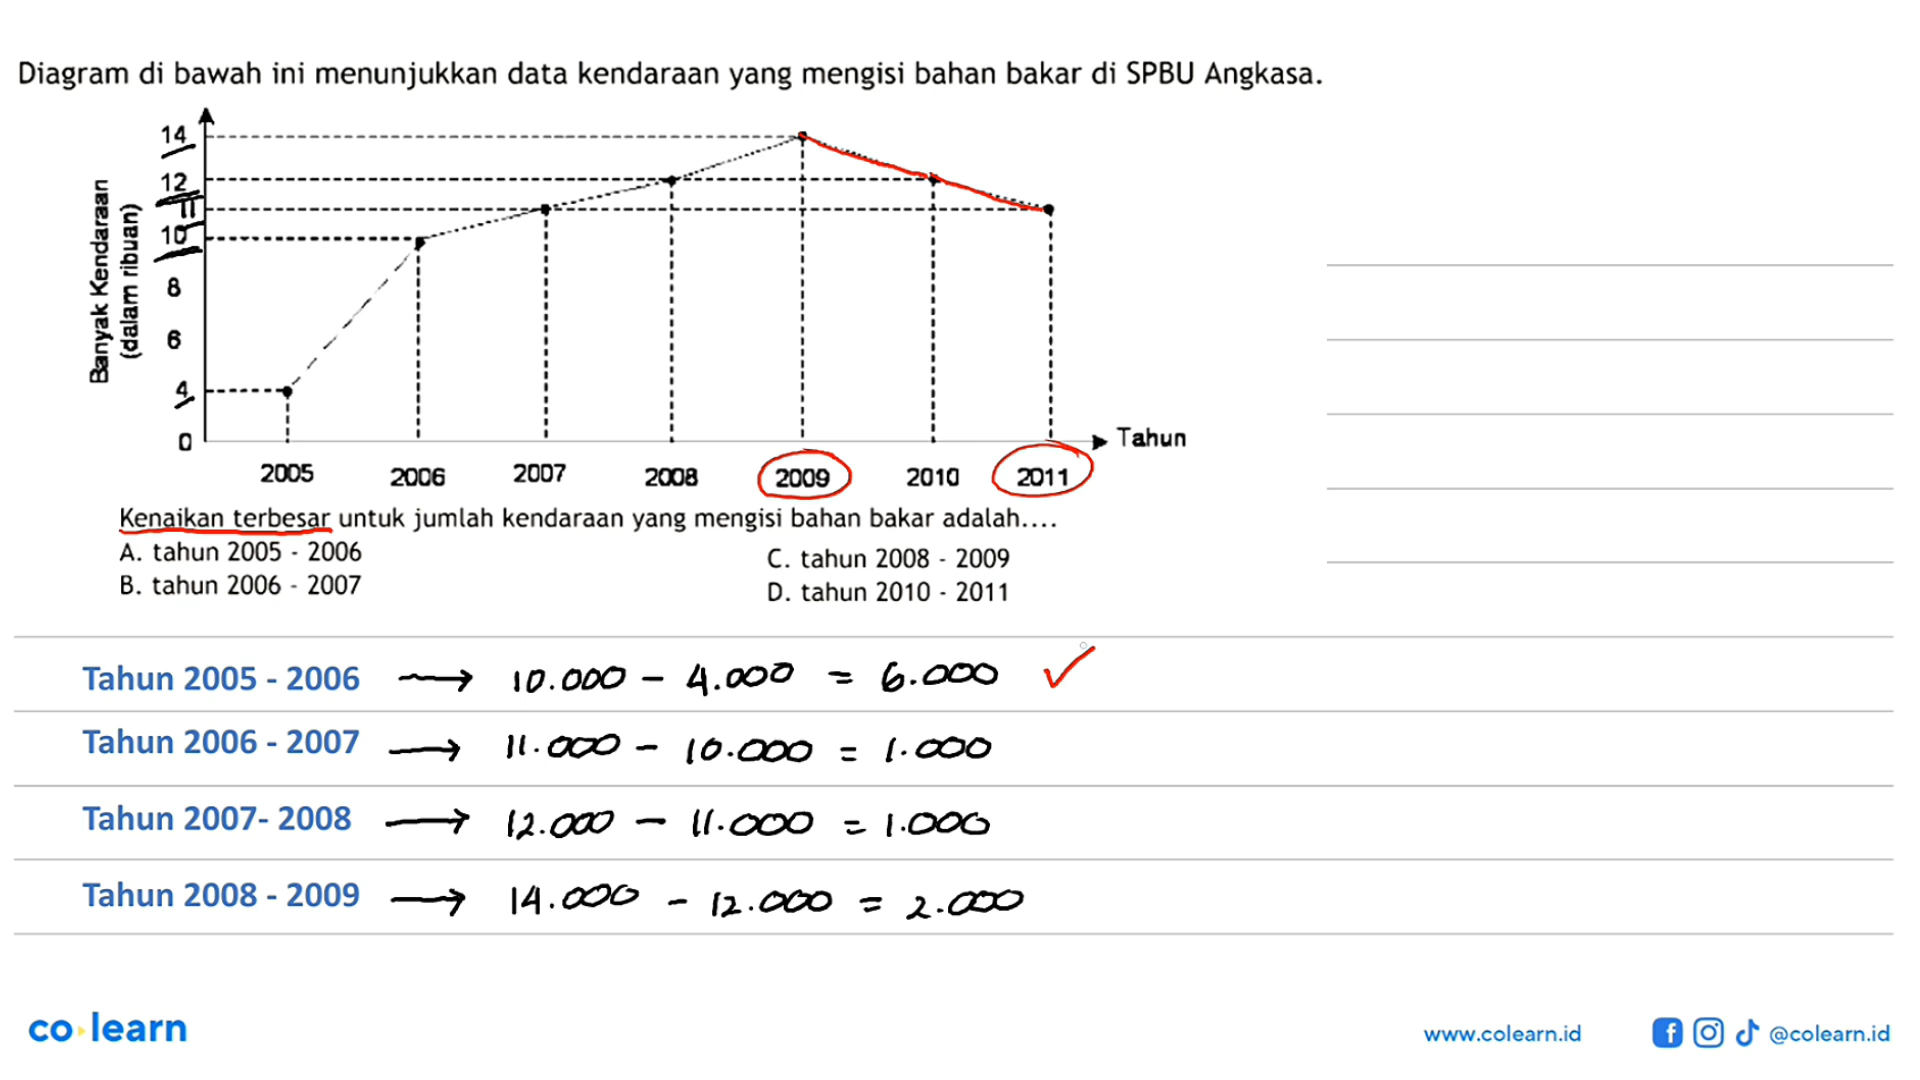 Diagram di bawah ini menunjukkan data kendaraan yang mengisi bahan bakar di SPBU Angkasa.
Banyak Kendaraan
(dalam ribuan)
14
12
11
10
8
6
4
0
2005 2006 2007 2008 2009 2010 2011 Tahun
Kenaikan terbesar untuk jumlah kendaraan yang mengisi bahan bakar adalah....
A. tahun 2005 - 2006
B. tahun 2006 - 2007
C. tahun 2008 - 2009
D. tahun 2010 - 2011
Tahun 2005 - 2006 → 10.000 - 4.000 = 6.000 ✓
Tahun 2006 - 2007 → 11.000 - 10.000 = 1.000
Tahun 2007- 2008 → 12.000 - 11.000 = 1.000
Tahun 2008 - 2009 → 14.000 - 12.000 = 2.000
co learn
www.colearn.id
@colearn.id